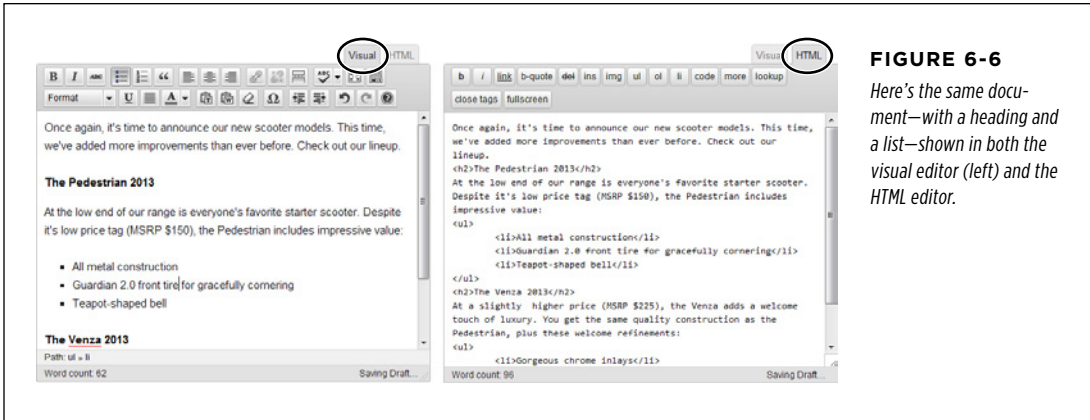 Visual HTML
B I ABC “ ABC
Format U A Ω
Once again, it's time to announce our new scooter models. This time,
we've added more improvements than ever before. Check out our lineup.
The Pedestrian 2013
At the low end of our range is everyone's favorite starter scooter. Despite
it's low price tag (MSRP $150), the Pedestrian includes impressive value:
▪ All metal construction
▪ Guardian 2.0 front tire for gracefully cornering
▪ Teapot-shaped bell
The Venza 2013
Path: ul » li
Word count: 62 Saving Draft...
Visual HTML
b i link b-quote del ins img ul ol li code more lookup
close tags fullscreen
Once again, it's time to announce our new scooter models. This time,
we've added more improvements than ever before. Check out our
lineup.
<h2>The Pedestrian 2013</h2>
At the low end of our range is everyone's favorite starter scooter.
Despite it's low price tag (MSRP $150), the Pedestrian includes
impressive value:
<ul>
<li>All metal construction</li>
<li>Guardian 2.0 front tire for gracefully cornering</li>
<li>Teapot-shaped bell</li>
</ul>
<h2>The Venza 2013</h2>
At a slightly  higher price (MSRP $225), the Venza adds a welcome
touch of luxury. You get the same quality construction as the
Pedestrian, plus these welcome refinements:
<ul>
<li>Gorgeous chrome inlays</li>
Word count: 96 Saving Draft...
FIGURE 6-6
Here's the same docu-
ment—with a heading and
a list—shown in both the
visual editor (left) and the
HTML editor.